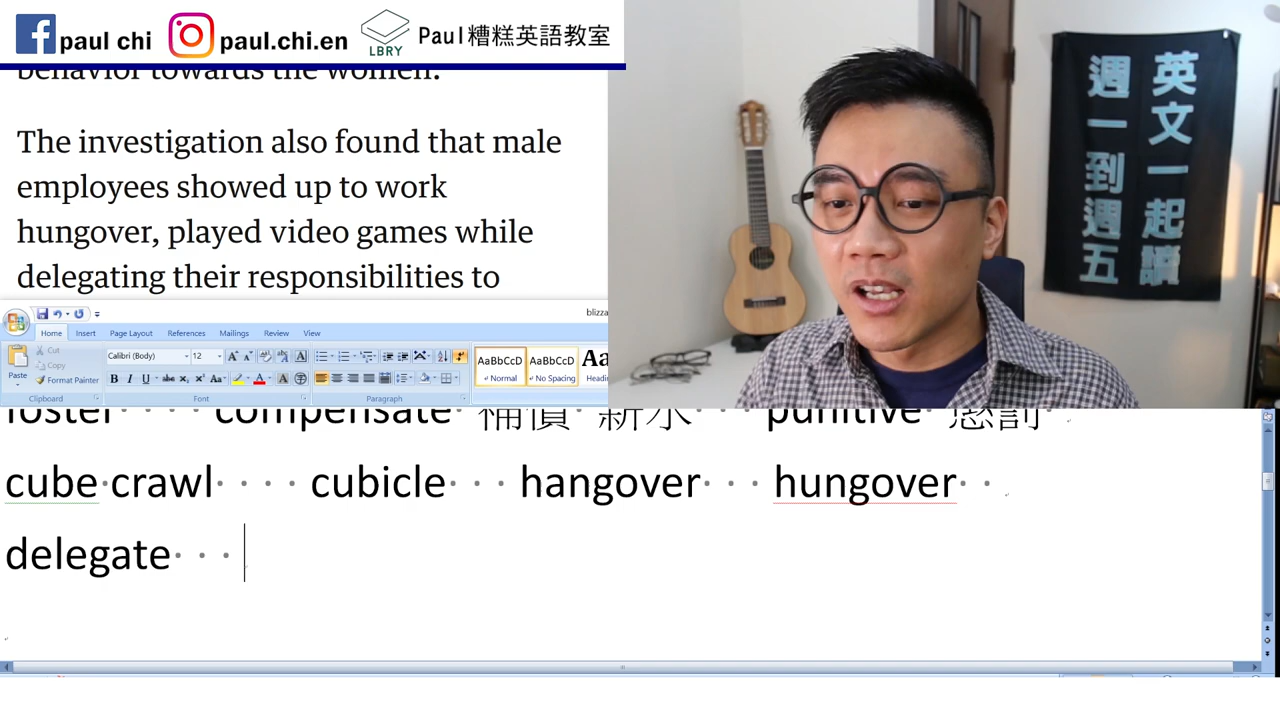 paul chi
paul.chi.en
LBRY
Paul糟糕英語教室
behavior towards the women.
The investigation also found that male
employees showed up to work
hungover, played video games while
delegating their responsibilities to
英文一起讀
週一到週五
blizza
Home Insert Page Layout References Mailings Review View
Paste
Cut
Copy
Format Painter
Clipboard
Calibri (Body) 12
Font
Paragraph
AaBbCcD
Normal
AaBbCcD
No Spacing
AaB
Headin
foster compensate 補償 薪水 punitive 懲罰
cube crawl cubicle hangover hungover
delegate